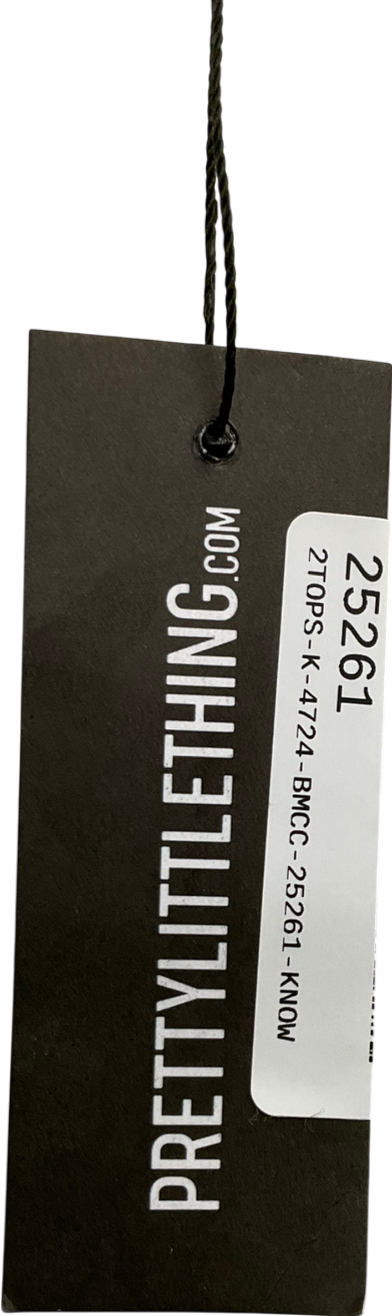 PRETTYLITTLETHING.COM
25261
2TOPS-K-4724-BMCC-25261-KNOW